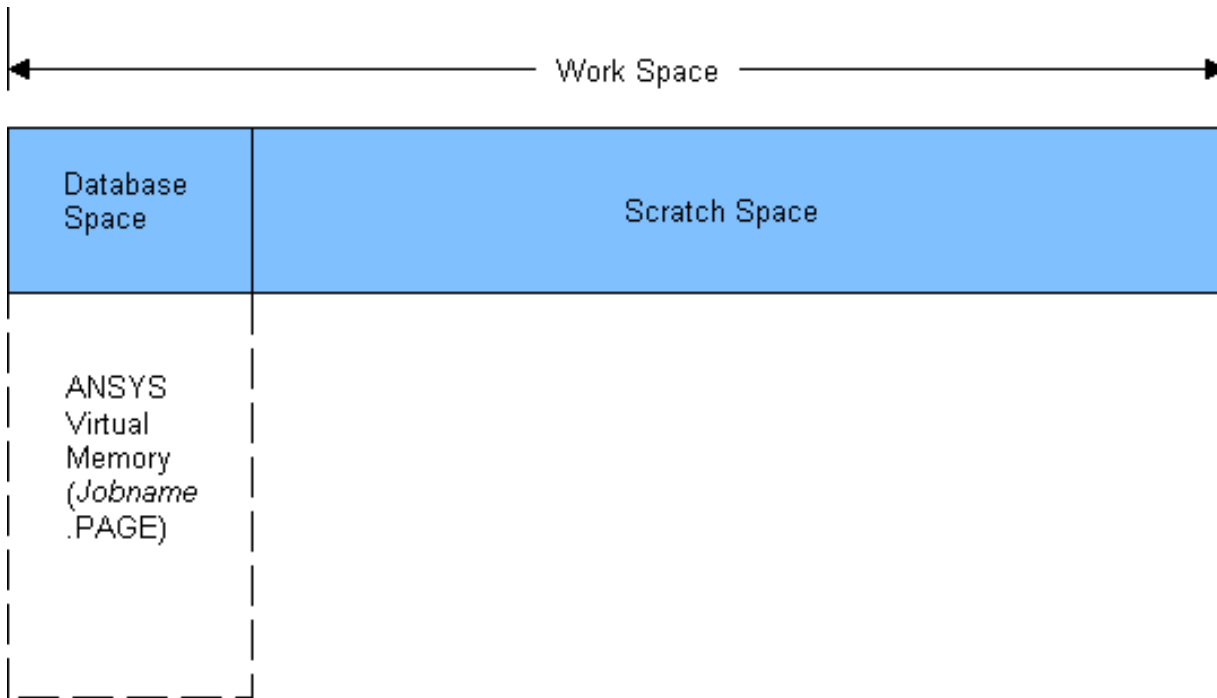 Work Space
Database
Space
Scratch Space
ANSYS
Virtual
Memory
(Jobname
.PAGE)